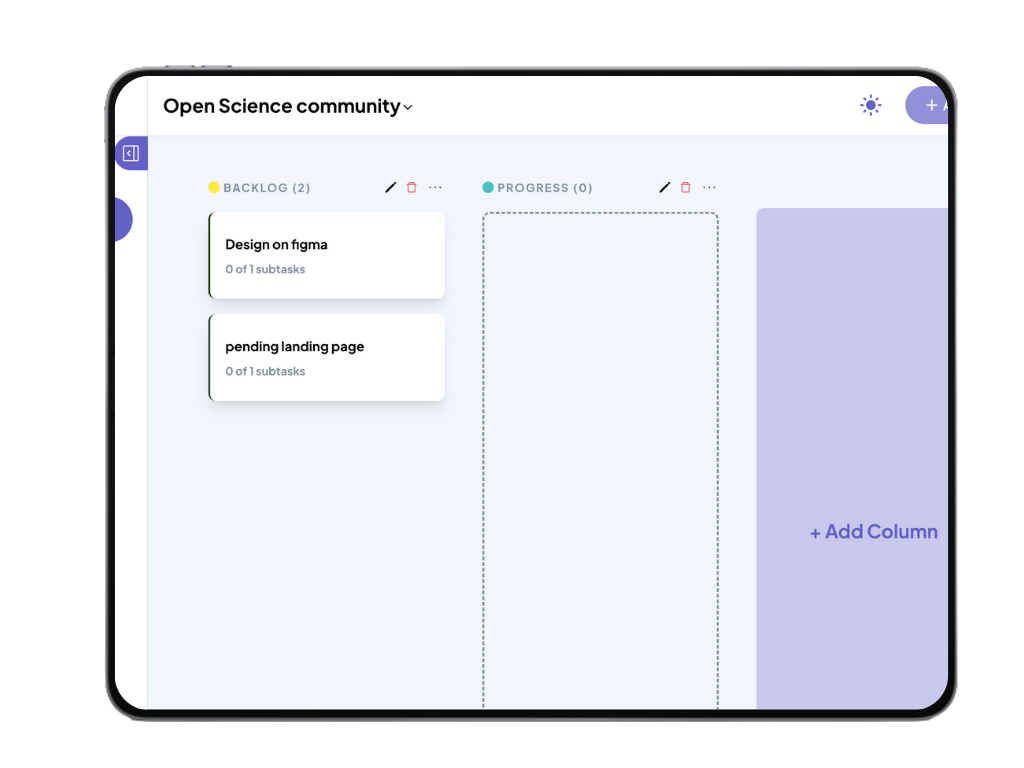 Open Science community
+ A
BACKLOG (2)
PROGRESS (0)
Design on figma
0 of 1 subtasks
pending landing page
0 of 1 subtasks
+ Add Column